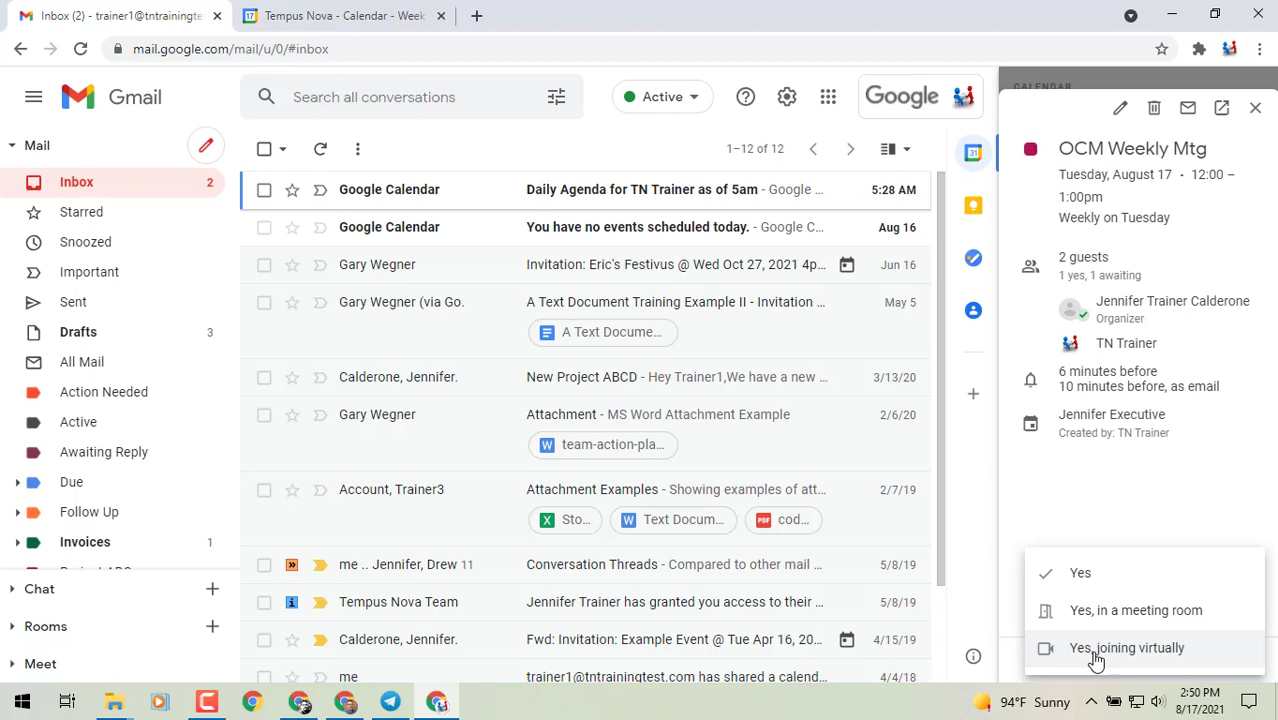 Inbox (2) - trainer1@tntrainingtest
Tempus Nova - Calendar - Week
mail.google.com/mail/u/0/#inbox
Gmail
Search all conversations
Active
Google
CALENDAR
Mail
1–12 of 12
OCM Weekly Mtg
Tuesday, August 17 • 12:00 –
1:00pm
Weekly on Tuesday
2 guests
1 yes, 1 awaiting
Jennifer Trainer Calderone
Organizer
TN Trainer
6 minutes before
10 minutes before, as email
Jennifer Executive
Created by: TN Trainer
Yes
Yes, in a meeting room
Yes, joining virtually
Inbox 2
Starred
Snoozed
Important
Sent
Drafts 3
All Mail
Action Needed
Active
Awaiting Reply
Due
Follow Up
Invoices 1
Chat
Rooms
Meet
Google Calendar Daily Agenda for TN Trainer as of 5am - Google ... 5:28 AM
Google Calendar You have no events scheduled today. - Google C... Aug 16
Gary Wegner Invitation: Eric's Festivus @ Wed Oct 27, 2021 4p... Jun 16
Gary Wegner (via Go. A Text Document Training Example II - Invitation ... May 5
A Text Docume...
Calderone, Jennifer. New Project ABCD - Hey Trainer1,We have a new ... 3/13/20
Gary Wegner Attachment - MS Word Attachment Example 2/6/20
W team-action-pla...
Account, Trainer3 Attachment Examples - Showing examples of att... 2/7/19
X Sto... W Text Docum... PDF cod...
me .. Jennifer, Drew 11 Conversation Threads - Compared to other mail ... 5/8/19
Tempus Nova Team Jennifer Trainer has granted you access to their ... 5/8/19
Calderone, Jennifer. Fwd: Invitation: Example Event @ Tue Apr 16, 20... 4/15/19
me trainer1@tntrainingtest.com has shared a calend... 4/4/18
94°F Sunny
2:50 PM
8/17/2021